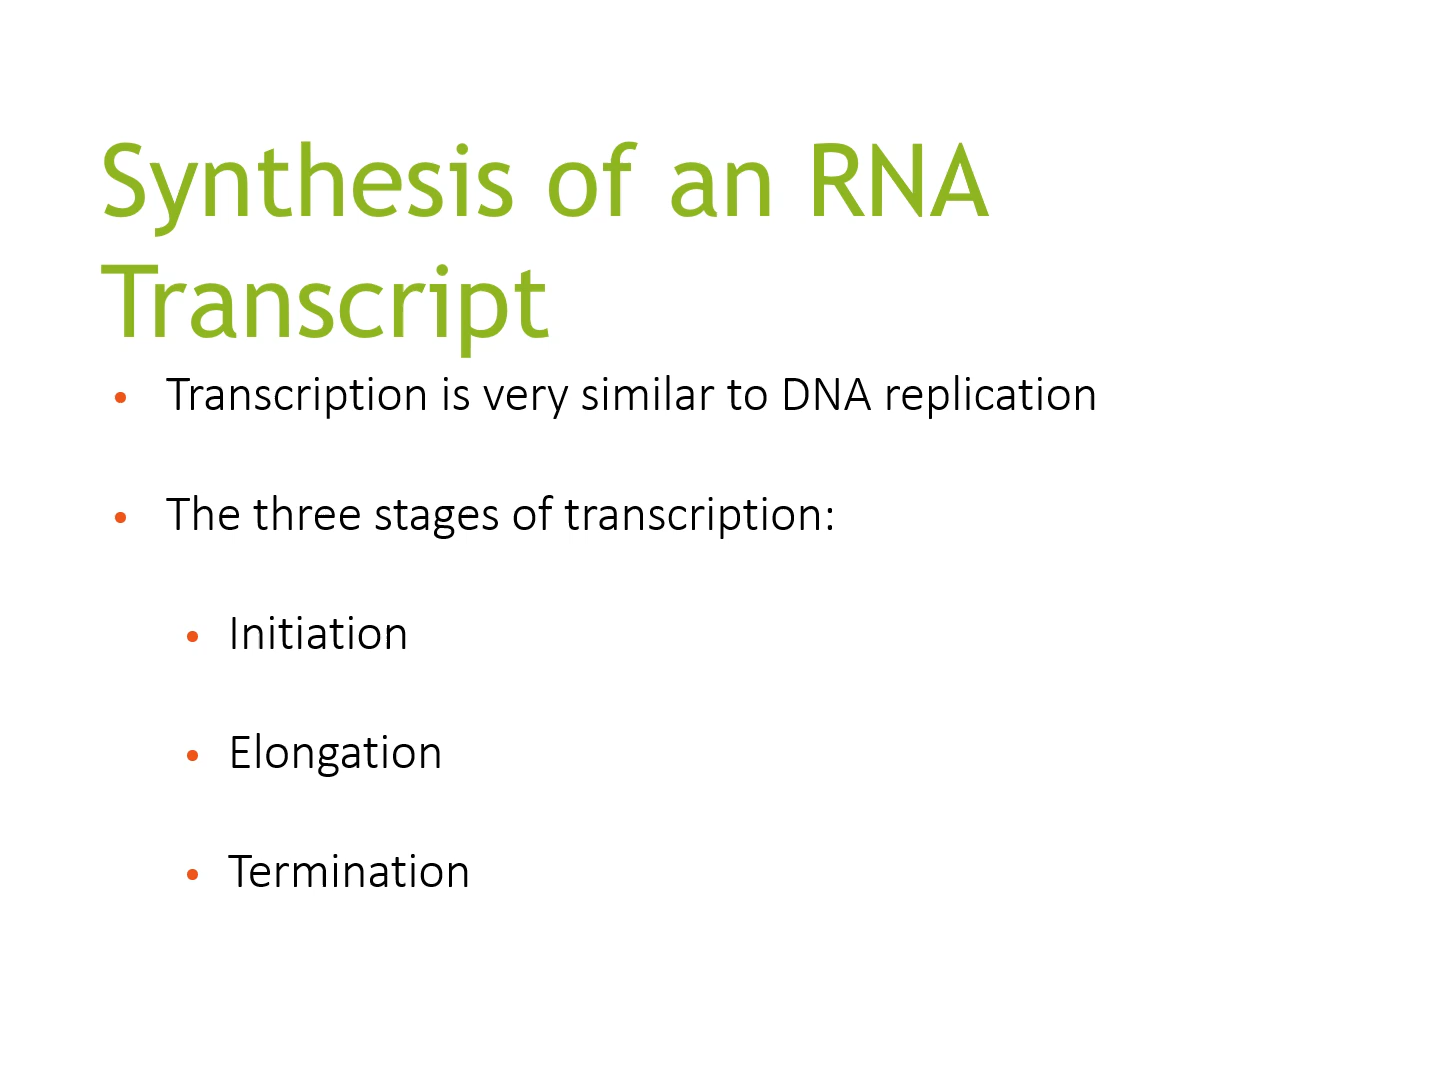 Synthesis of an RNA
Transcript
• Transcription is very similar to DNA replication
• The three stages of transcription:
• Initiation
• Elongation
• Termination